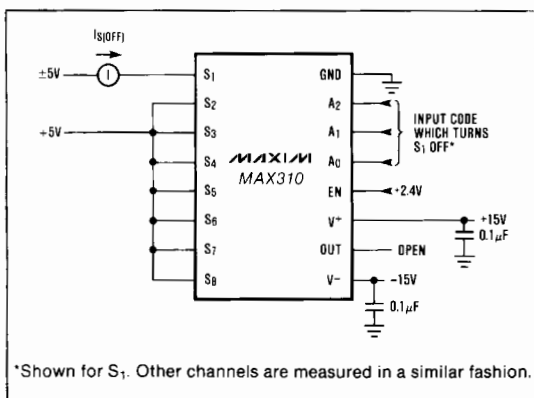 IS(OFF)
±5V
I
+5V
S1
S2
S3
S4
S5
S6
S7
S8
MAXIM
MAX310
GND
A2
A1
A0
EN
V+
OUT
V-
INPUT CODE
WHICH TURNS
S1 OFF*
+2.4V
+15V
0.1µF
OPEN
-15V
0.1µF
*Shown for S1. Other channels are measured in a similar fashion.